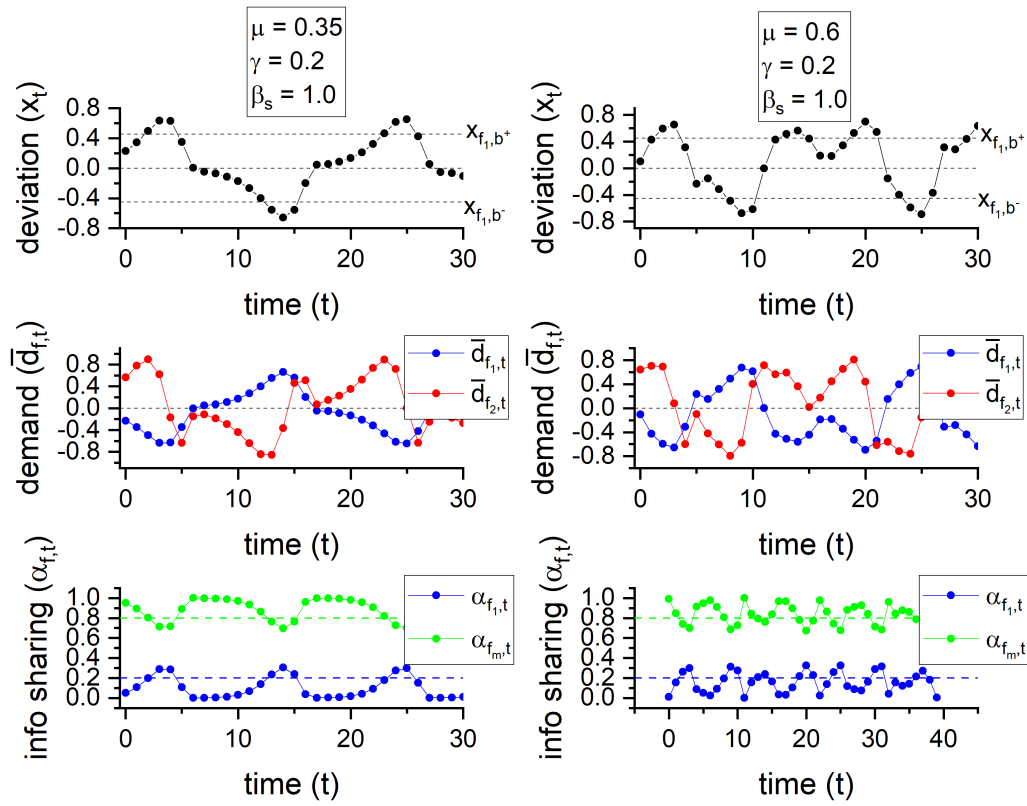 μ = 0.35
γ = 0.2
βs = 1.0
μ = 0.6
γ = 0.2
βs = 1.0
deviation (xt)
0.8
0.4
0.0
-0.4
-0.8
xf1,b+
xf1,b-
0 10 20 30
time (t)
deviation (xt)
0.8
0.4
0.0
-0.4
-0.8
xf1,b+
xf1,b-
0 10 20 30
time (t)
demand (d̅f,t)
0.8
0.4
0.0
-0.4
-0.8
d̅f1,t
d̅f2,t
0 10 20 30
time (t)
demand (d̅f,t)
0.8
0.4
0.0
-0.4
-0.8
d̅f1,t
d̅f2,t
0 10 20 30
time (t)
info sharing (αf,t)
1.0
0.8
0.6
0.4
0.2
0.0
αf1,t
αfm,t
0 10 20 30
time (t)
info sharing (αf,t)
1.0
0.8
0.6
0.4
0.2
0.0
αf1,t
αfm,t
0 10 20 30 40
time (t)